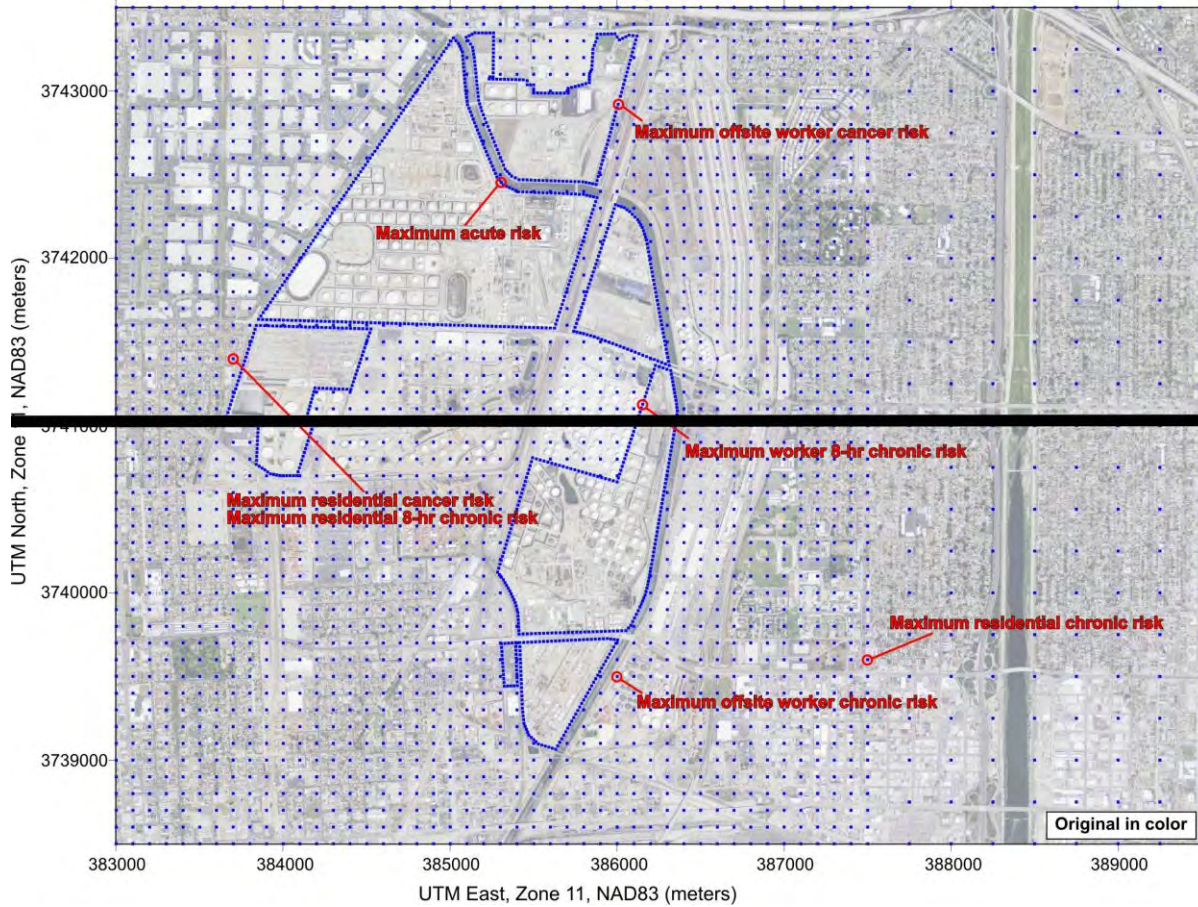 3743000
Maximum offsite worker cancer risk
Maximum acute risk
3742000
UTM North, Zone 1, NAD83 (meters)
3741000
Maximum worker 8-hr chronic risk
Maximum residential cancer risk
Maximum residential 8-hr chronic risk
3740000
Maximum residential chronic risk
Maximum offsite worker chronic risk
3739000
Original in color
383000 384000 385000 386000 387000 388000 389000
UTM East, Zone 11, NAD83 (meters)